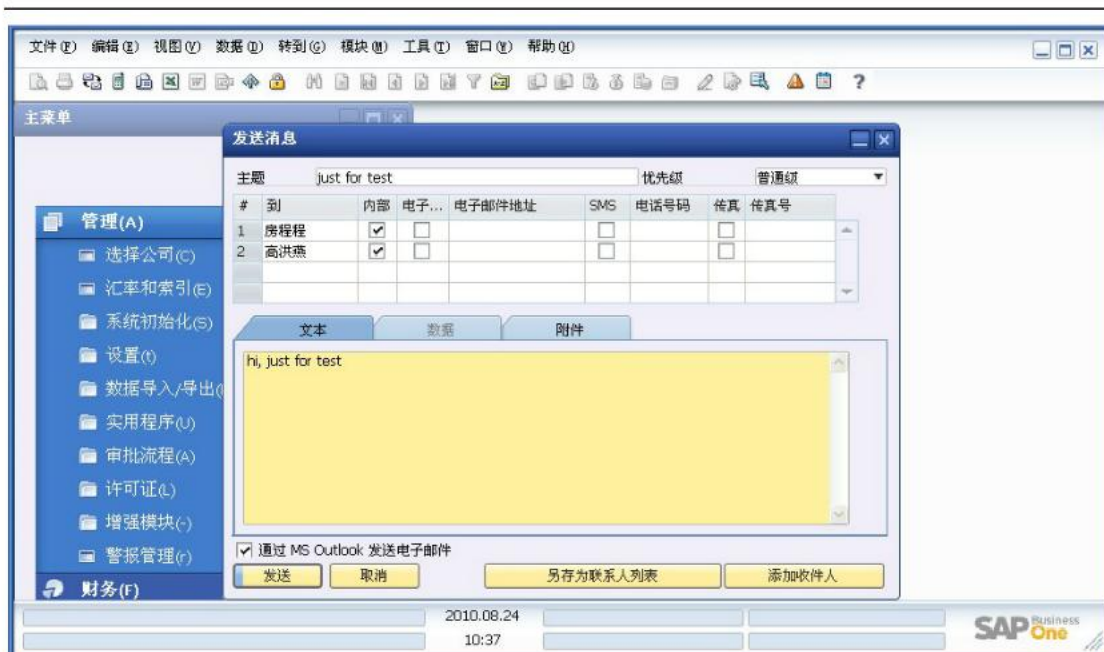 文件(F) 编辑(E) 视图(V) 数据(D) 转到(G) 模块(M) 工具(T) 窗口(W) 帮助(H)
主菜单
发送消息
主题 just for test 优先级 普通级
# 到 内部 电子... 电子邮件地址 SMS 电话号码 传真 传真号
1 房程程
2 高洪燕
管理(A)
选择公司(C)
汇率和索引(E)
系统初始化(S)
设置(t)
数据导入/导出(
实用程序(U)
审批流程(A)
许可证(L)
增强模块(-)
警报管理(r)
财务(F)
文本 数据 附件
hi, just for test
通过 MS Outlook 发送电子邮件
发送 取消 另存为联系人列表 添加收件人
2010.08.24
10:37
SAP Business One